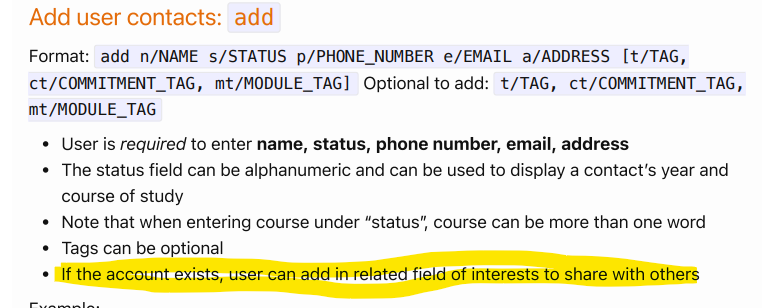 Add user contacts: add
Format: add n/NAME s/STATUS p/PHONE_NUMBER e/EMAIL a/ADDRESS [t/TAG,
ct/COMMITMENT_TAG, mt/MODULE_TAG] Optional to add: t/TAG, ct/COMMITMENT_TAG,
mt/MODULE_TAG
• User is required to enter name, status, phone number, email, address
• The status field can be alphanumeric and can be used to display a contact's year and
course of study
• Note that when entering course under “status”, course can be more than one word
• Tags can be optional
• If the account exists, user can add in related field of interests to share with others
Example: